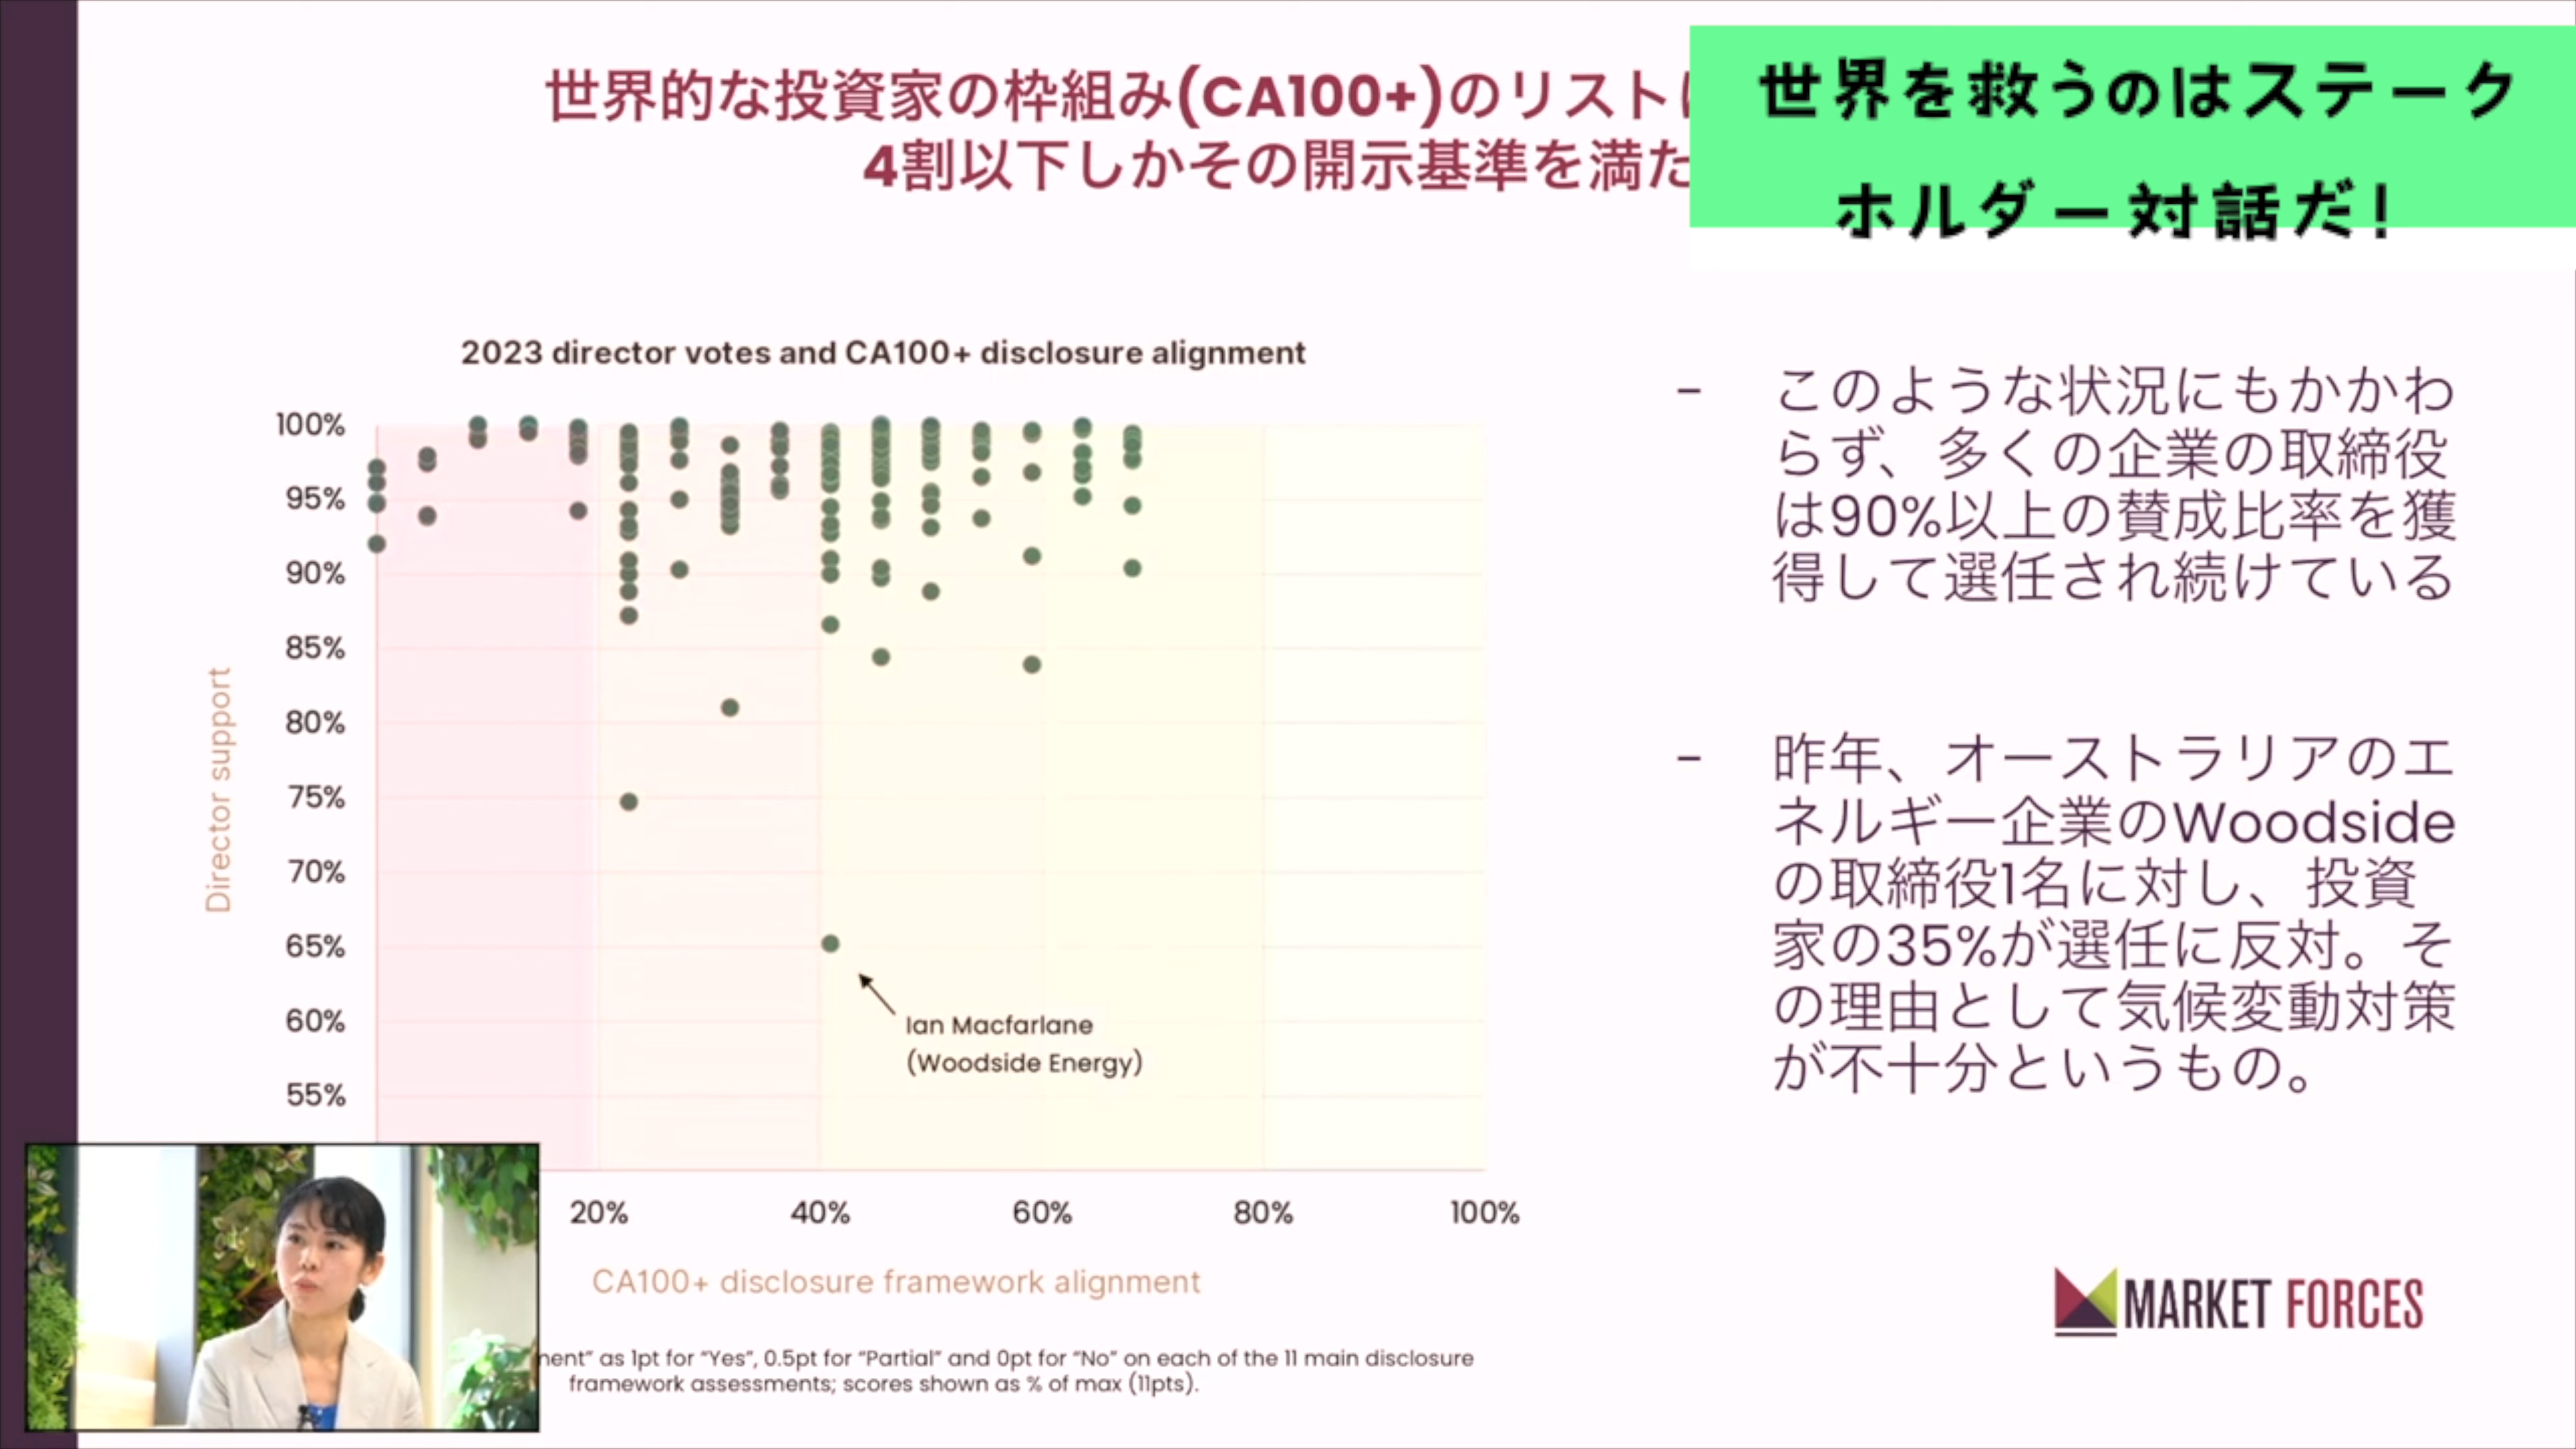 世界的な投資家の枠組み(CA100+)のリスト
4割以下しかその開示基準を満た
世界を救うのはステーク
ホルダー対話だ!
2023 director votes and CA100+ disclosure alignment
100%
95%
90%
85%
80%
75%
70%
65%
60%
55%
Director support
Ian Macfarlane
(Woodside Energy)
20% 40% 60% 80% 100%
CA100+ disclosure framework alignment
as 1pt for “Yes”, 0.5pt for “Partial” and 0pt for “No” on each of the 11 main disclosure
framework assessments; scores shown as % of max (11pts).
- このような状況にもかかわ
らず、多くの企業の取締役
は90%以上の賛成比率を獲
得して選任され続けている
- 昨年、オーストラリアのエ
ネルギー企業のWoodside
の取締役1名に対し、投資
家の35%が選任に反対。そ
の理由として気候変動対策
が不十分というもの。
MARKET FORCES